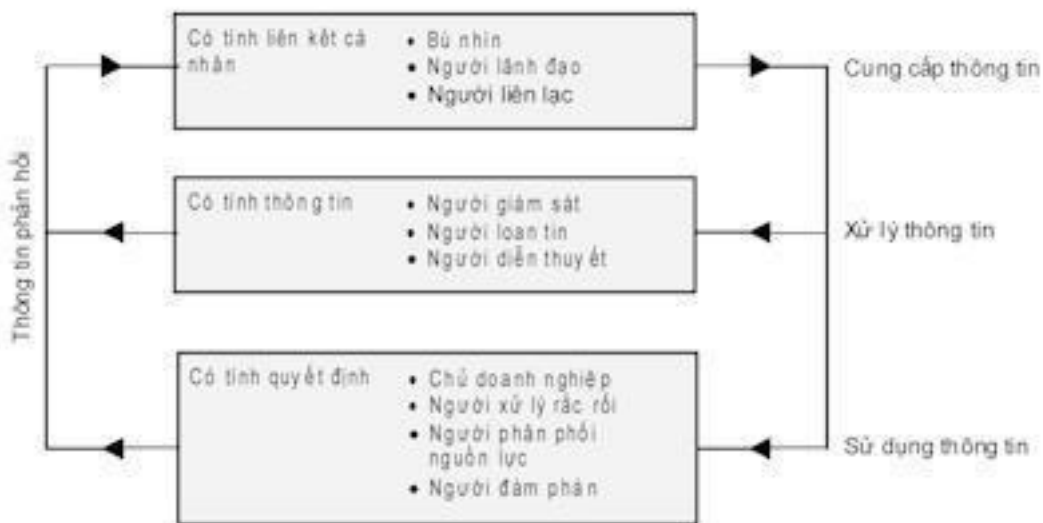 Có tính liên kết cá
nhân
• Bù nhìn
• Người lãnh đạo
• Người liên lạc
Cung cấp thông tin
Thông tin phản hồi
Có tính thông tin
• Người giám sát
• Người loan tin
• Người diễn thuyết
Xử lý thông tin
Có tính quyết định
• Chủ doanh nghiệp
• Người xử lý rắc rối
• Người phân phối
nguồn lực
• Người đàm phán
Sử dụng thông tin